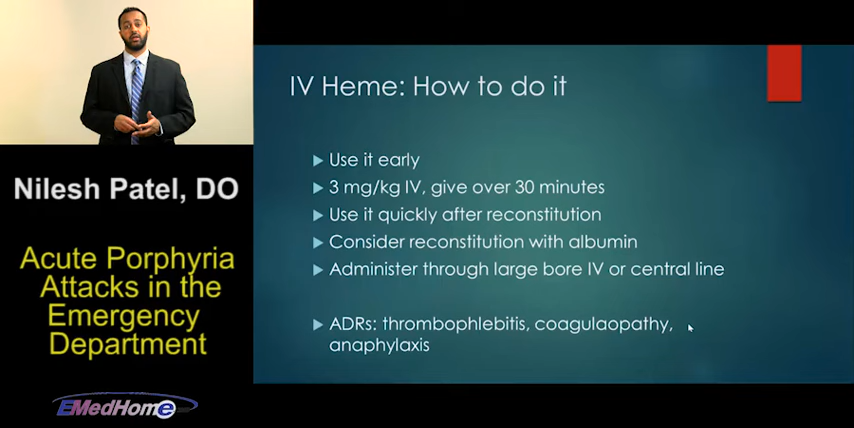 Nilesh Patel, DO
Acute Porphyria
Attacks in the
Emergency
Department
EMedHome
IV Heme: How to do it
Use it early
3 mg/kg IV, give over 30 minutes
Use it quickly after reconstitution
Consider reconstitution with albumin
Administer through large bore IV or central line
ADRs: thrombophlebitis, coagulaopathy,
anaphylaxis